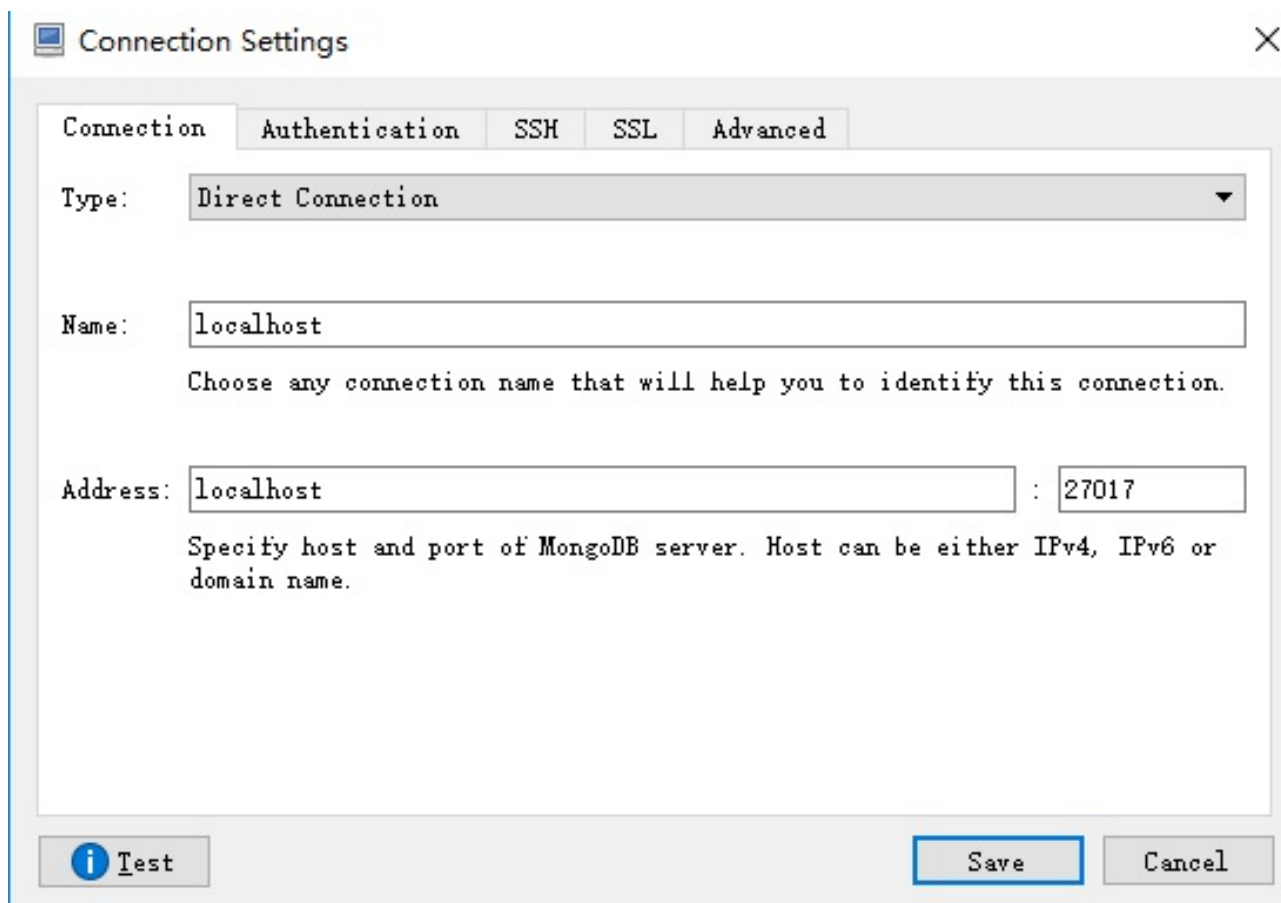 Connection Settings
Connection Authentication SSH SSL Advanced
Type: Direct Connection
Name: localhost
Choose any connection name that will help you to identify this connection.
Address: localhost : 27017
Specify host and port of MongoDB server. Host can be either IPv4, IPv6 or
domain name.
Test Save Cancel